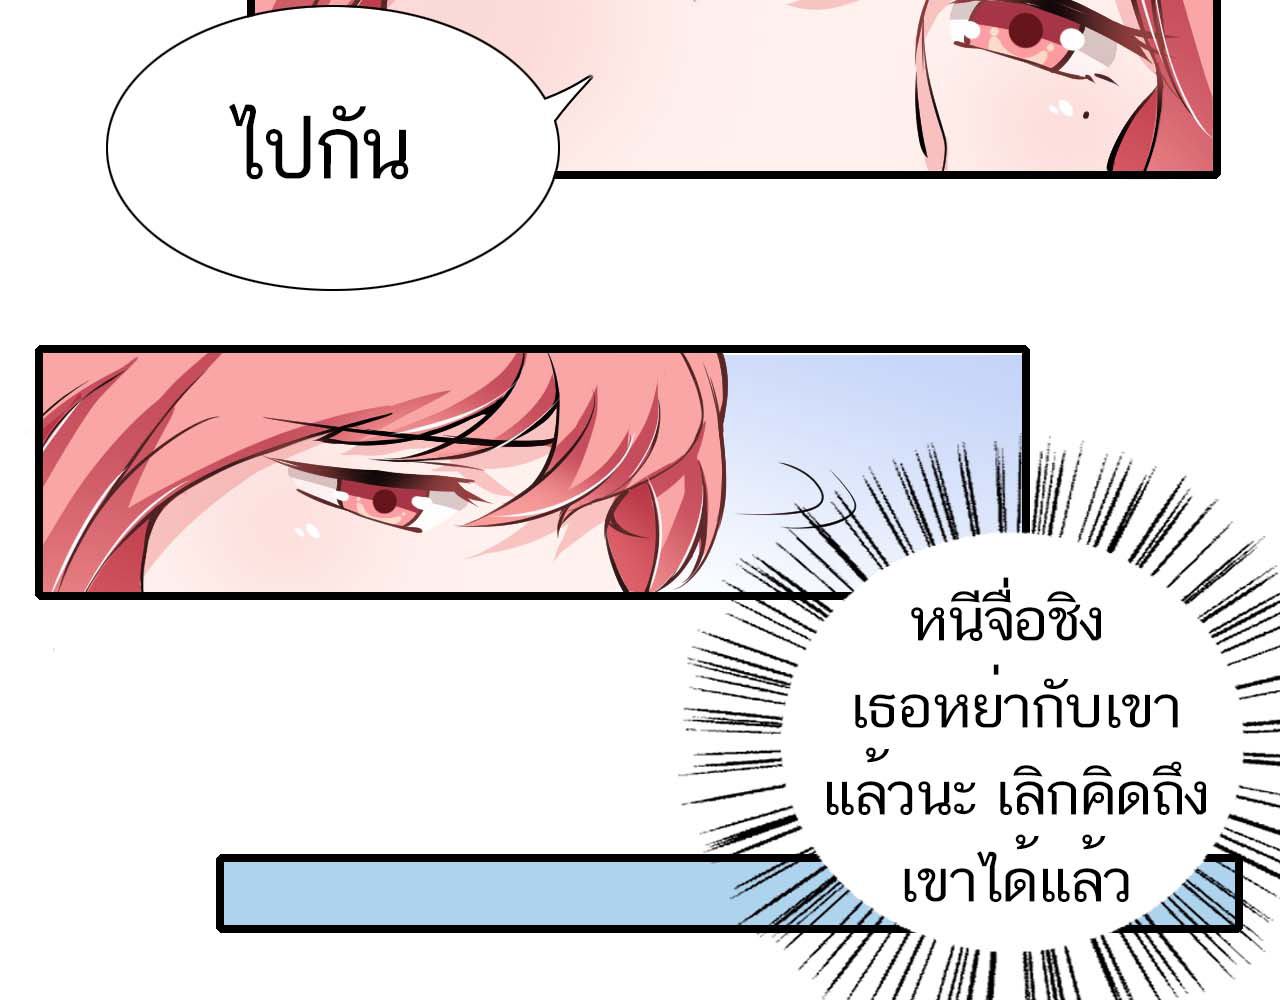 ไปกัน
หนีจื่อชิง
เธอหย่ากับเขา
แล้วนะ เลิกคิดถึง
เขาได้แล้ว